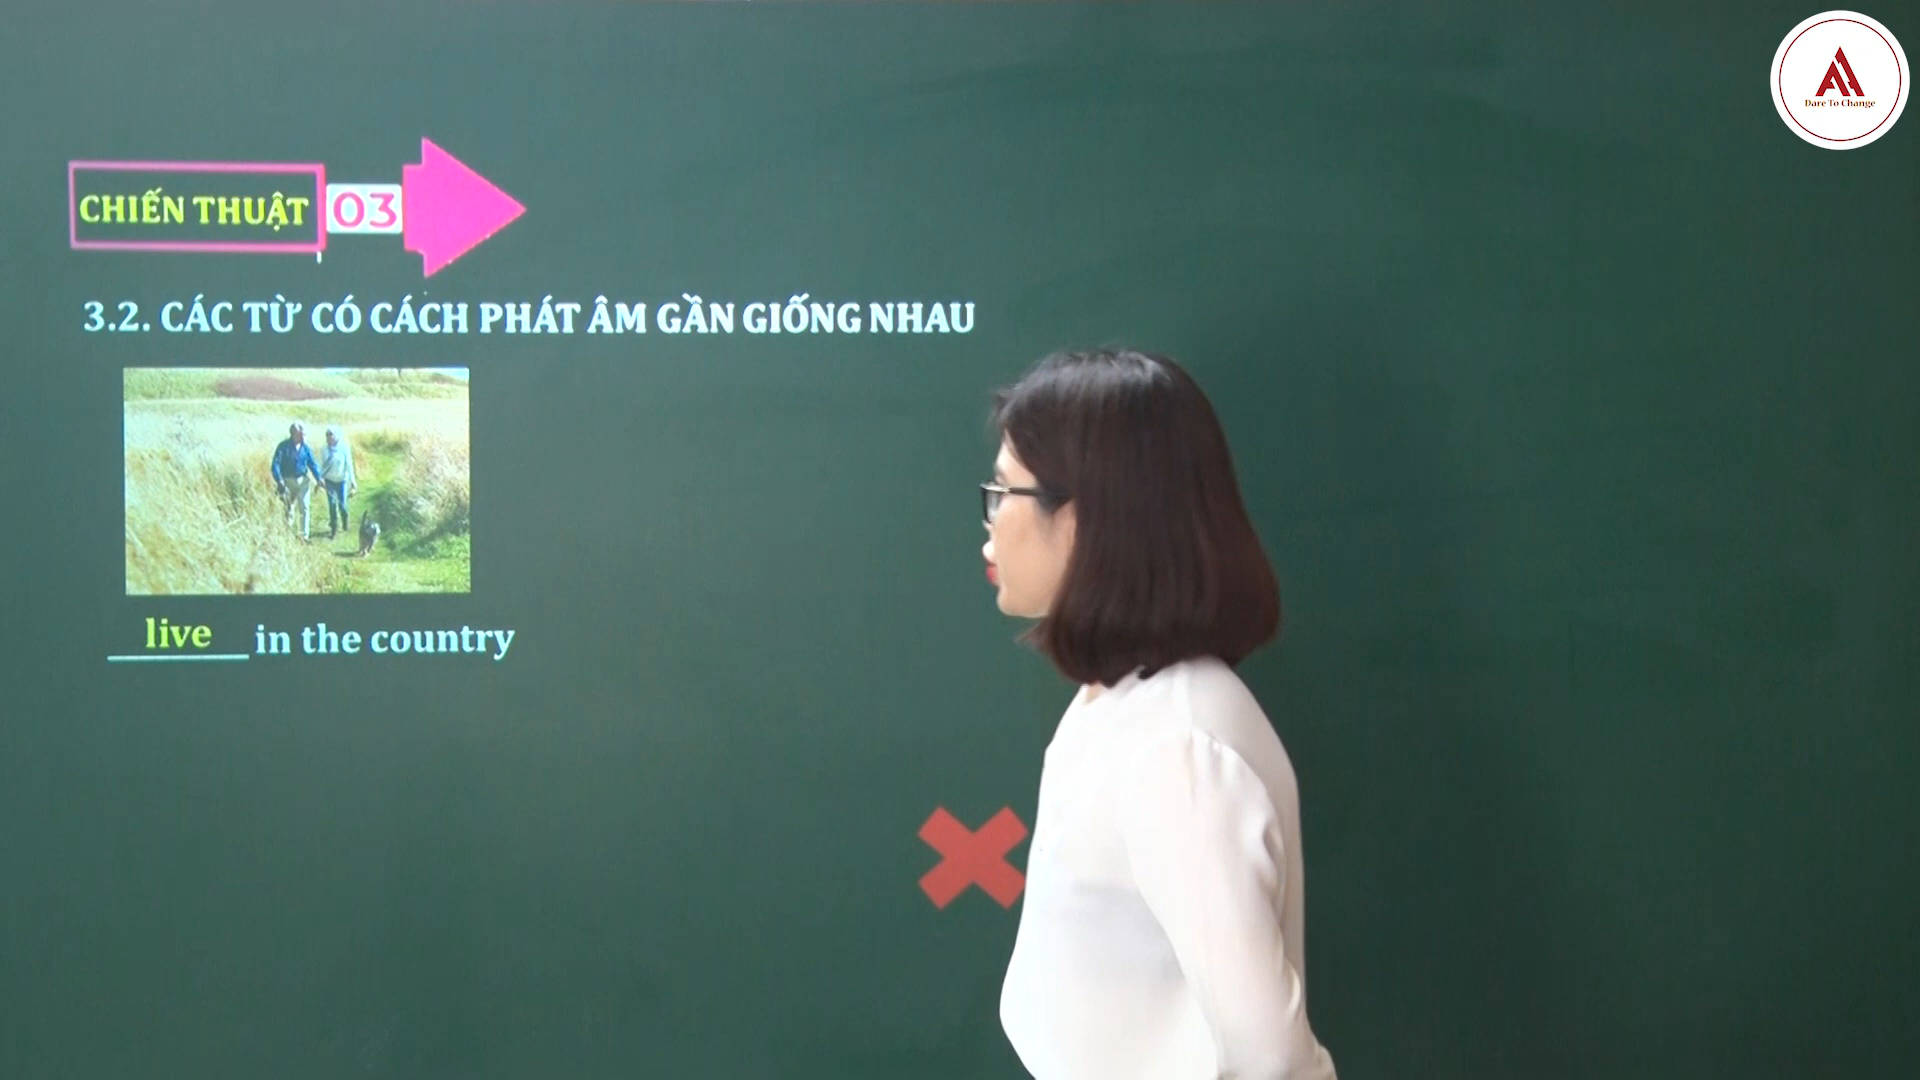 Dare To Change
CHIẾN THUẬT 03
3.2. CÁC TỪ CÓ CÁCH PHÁT ÂM GẦN GIỐNG NHAU
live in the country